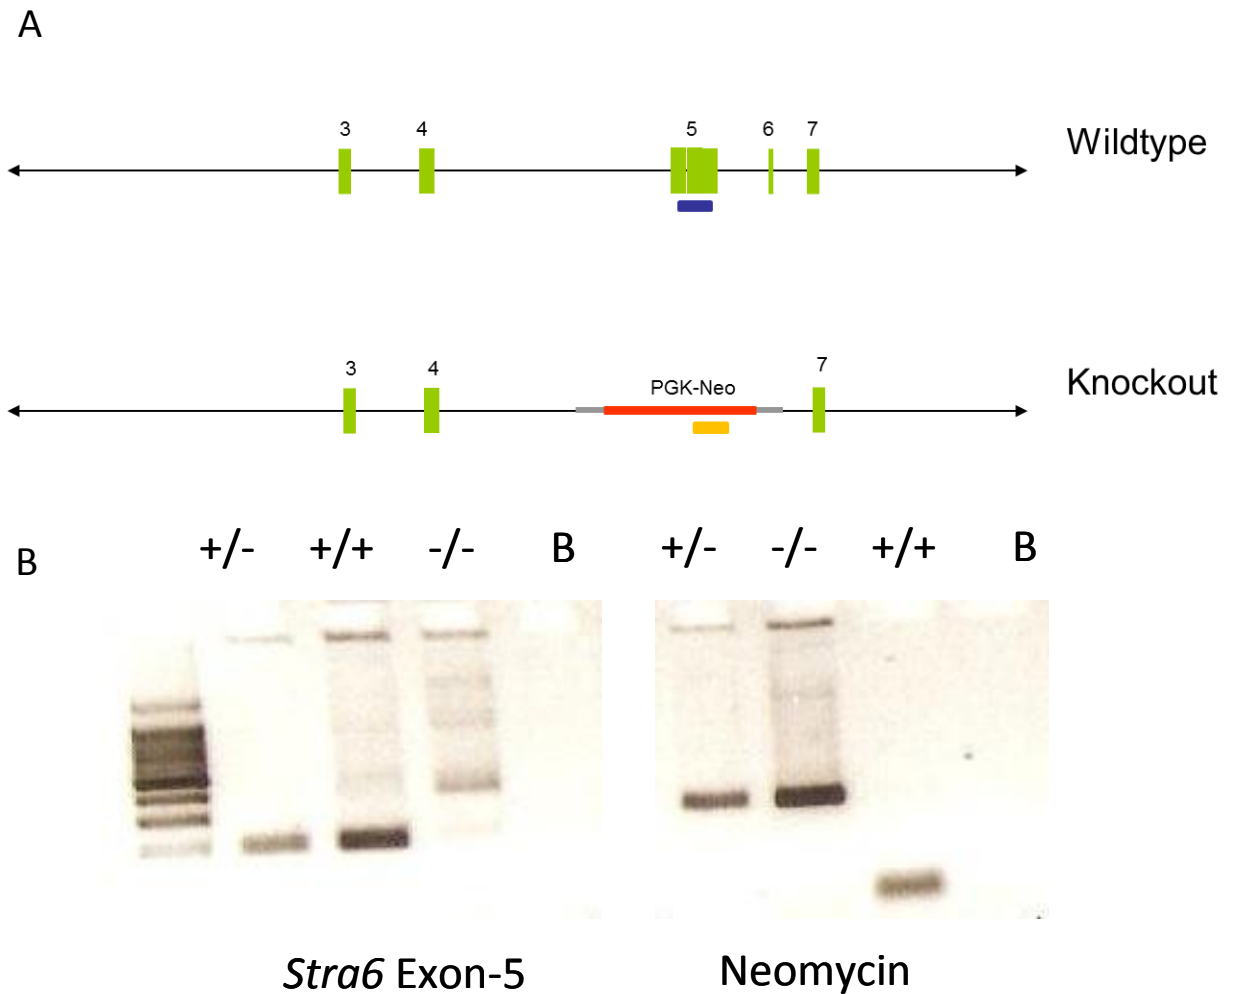 A
3 4 5 6 7 Wildtype
3 4 PGK-Neo 7 Knockout
B +/- +/+ -/- B +/- -/- +/+ B
Stra6 Exon-5 Neomycin